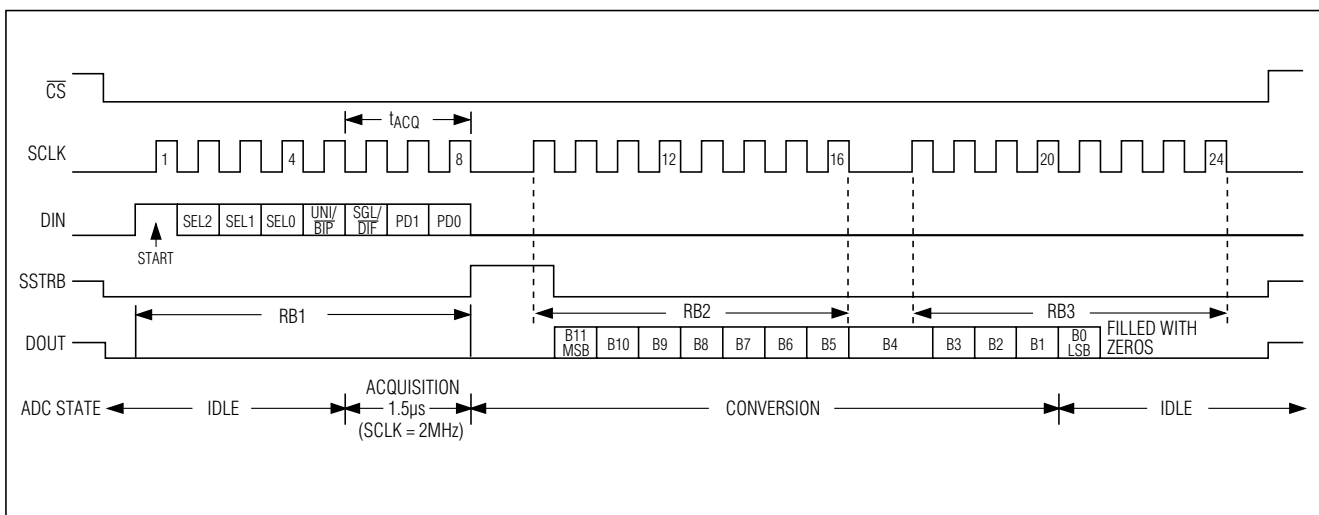 CS
tACQ
SCLK 1 4 8 12 16 20 24
DIN SEL2 SEL1 SEL0 UNI/ BIP SGL/ DIF PD1 PD0
START
SSTRB
RB1 RB2 RB3
DOUT B11 MSB B10 B9 B8 B7 B6 B5 B4 B3 B2 B1 B0 LSB FILLED WITH ZEROS
ADC STATE IDLE ACQUISITION 1.5µs (SCLK = 2MHz) CONVERSION IDLE